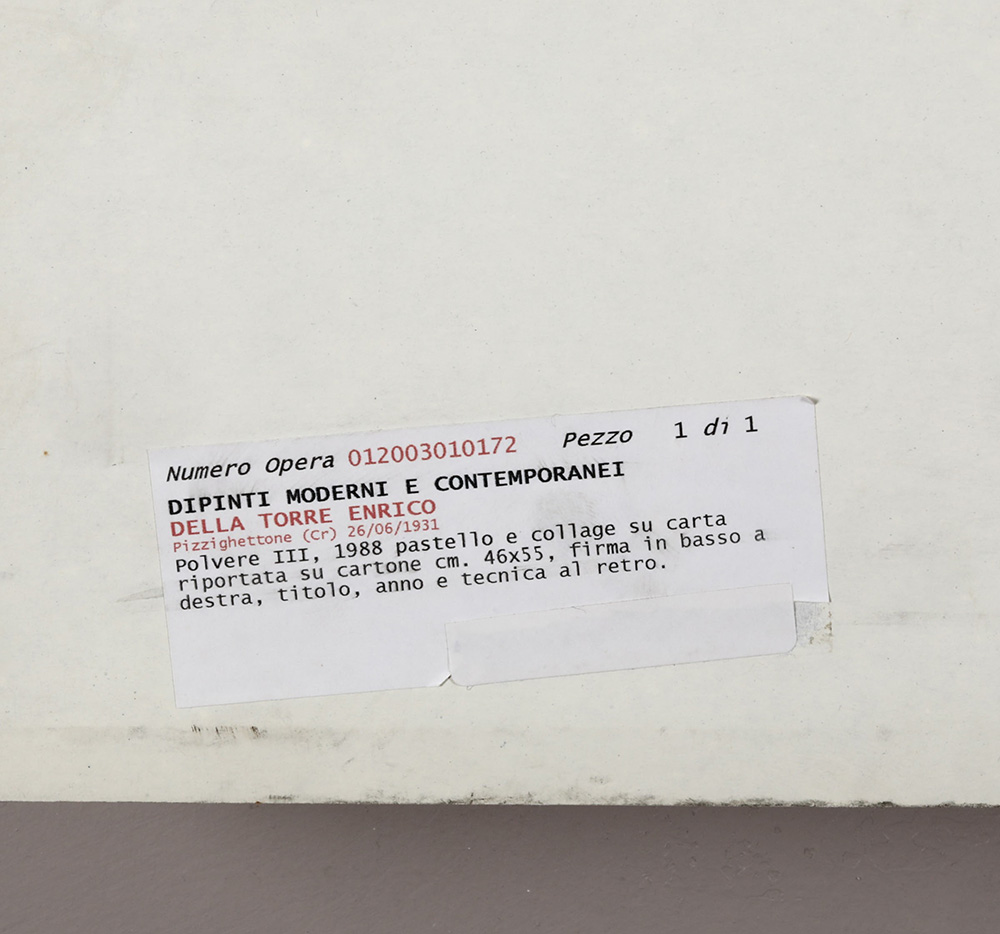 Numero Opera 012003010172 Pezzo 1 di 1
DIPINTI MODERNI E CONTEMPORANEI
DELLA TORRE ENRICO
Pizzighettone (Cr) 26/06/1931
Polvere III, 1988 pastello e collage su carta
riportata su cartone cm. 46x55, firma in basso a
destra, titolo, anno e tecnica al retro.